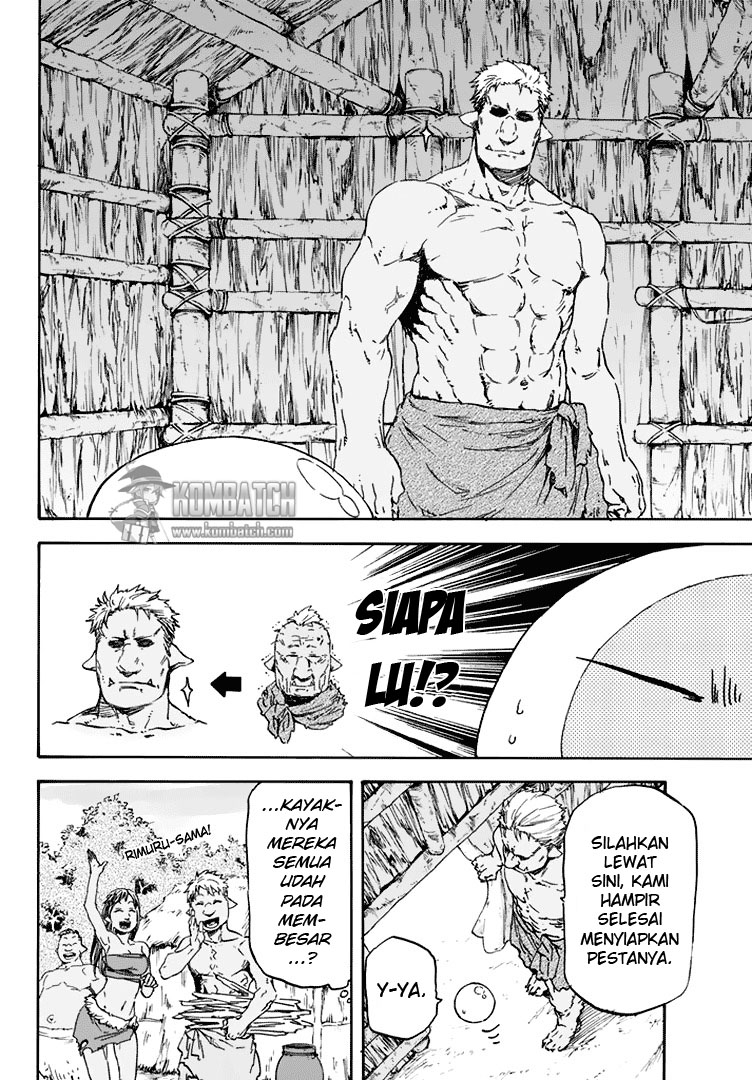 KOMBATCH
www.kombatch.com
SIAPA
LU!?
SILAHKAN
LEWAT
SINI, KAMI
HAMPIR
SELESAI
MENYIAPKAN
PESTANYA.
Y-YA.
...KAYAK-
NYA
MEREKA
SEMUA
UDAH PADA
MEM-
BESAR
...?
RIMURU-SAMA!